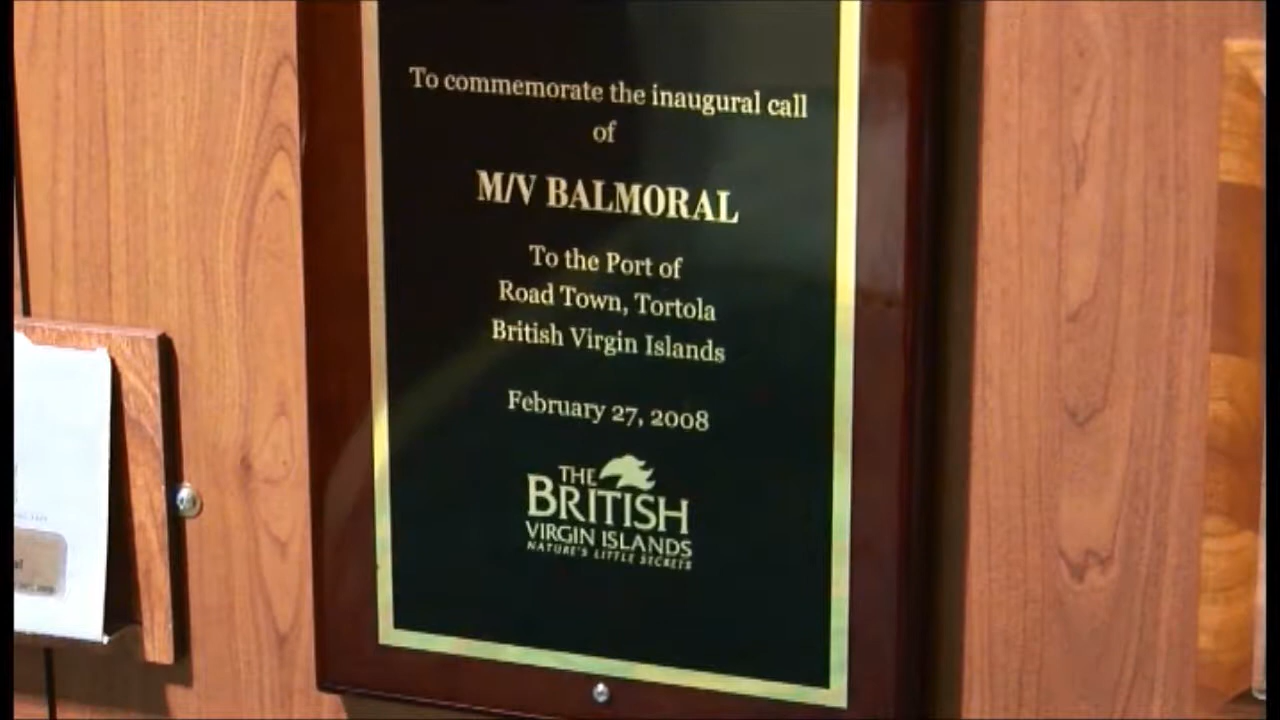 To commemorate the inaugural call
of
M/V BALMORAL
To the Port of
Road Town, Tortola
British Virgin Islands
February 27, 2008
THE
BRITISH
VIRGIN ISLANDS
NATURE'S LITTLE SECRETS